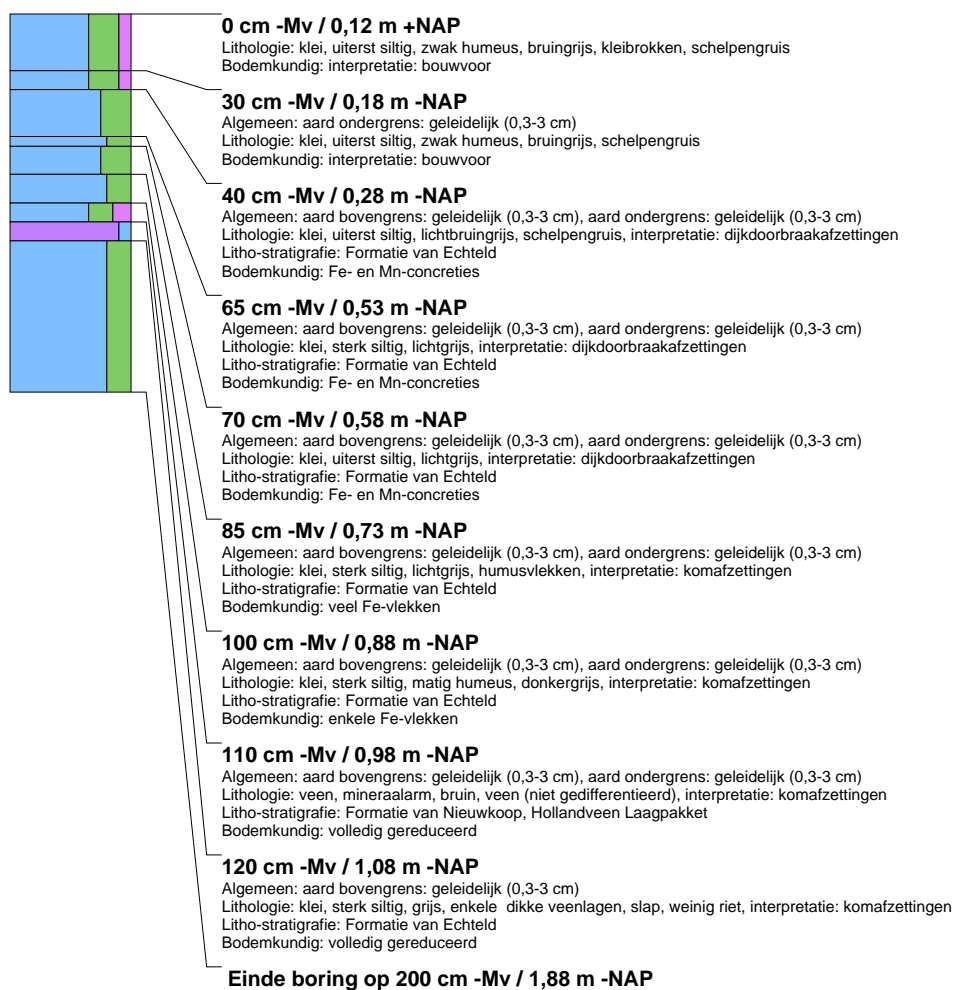 0 cm -Mv / 0,12 m +NAP
Lithologie: klei, uiterst siltig, zwak humeus, bruingrijs, kleibrokken, schelpengruis
Bodemkundig: interpretatie: bouwvoor
30 cm -Mv / 0,18 m -NAP
Algemeen: aard ondergrens: geleidelijk (0,3-3 cm)
Lithologie: klei, uiterst siltig, zwak humeus, bruingrijs, schelpengruis
Bodemkundig: interpretatie: bouwvoor
40 cm -Mv / 0,28 m -NAP
Algemeen: aard bovengrens: geleidelijk (0,3-3 cm), aard ondergrens: geleidelijk (0,3-3 cm)
Lithologie: klei, uiterst siltig, lichtbruingrijs, schelpengruis, interpretatie: dijkdoorbraakafzettingen
Litho-stratigrafie: Formatie van Echteld
Bodemkundig: Fe- en Mn-concreties
65 cm -Mv / 0,53 m -NAP
Algemeen: aard bovengrens: geleidelijk (0,3-3 cm), aard ondergrens: geleidelijk (0,3-3 cm)
Lithologie: klei, sterk siltig, lichtgrijs, interpretatie: dijkdoorbraakafzettingen
Litho-stratigrafie: Formatie van Echteld
Bodemkundig: Fe- en Mn-concreties
70 cm -Mv / 0,58 m -NAP
Algemeen: aard bovengrens: geleidelijk (0,3-3 cm), aard ondergrens: geleidelijk (0,3-3 cm)
Lithologie: klei, uiterst siltig, lichtgrijs, interpretatie: dijkdoorbraakafzettingen
Litho-stratigrafie: Formatie van Echteld
Bodemkundig: Fe- en Mn-concreties
85 cm -Mv / 0,73 m -NAP
Algemeen: aard bovengrens: geleidelijk (0,3-3 cm), aard ondergrens: geleidelijk (0,3-3 cm)
Lithologie: klei, sterk siltig, lichtgrijs, humusvlekken, interpretatie: komafzettingen
Litho-stratigrafie: Formatie van Echteld
Bodemkundig: veel Fe-vlekken
100 cm -Mv / 0,88 m -NAP
Algemeen: aard bovengrens: geleidelijk (0,3-3 cm), aard ondergrens: geleidelijk (0,3-3 cm)
Lithologie: klei, sterk siltig, matig humeus, donkergrijs, interpretatie: komafzettingen
Litho-stratigrafie: Formatie van Echteld
Bodemkundig: enkele Fe-vlekken
110 cm -Mv / 0,98 m -NAP
Algemeen: aard bovengrens: geleidelijk (0,3-3 cm), aard ondergrens: geleidelijk (0,3-3 cm)
Lithologie: veen, mineraalarm, bruin, veen (niet gedifferentieerd), interpretatie: komafzettingen
Litho-stratigrafie: Formatie van Nieuwkoop, Hollandveen Laagpakket
Bodemkundig: volledig gereduceerd
120 cm -Mv / 1,08 m -NAP
Algemeen: aard bovengrens: geleidelijk (0,3-3 cm)
Lithologie: klei, sterk siltig, grijs, enkele  dikke veenlagen, slap, weinig riet, interpretatie: komafzettingen
Litho-stratigrafie: Formatie van Echteld
Bodemkundig: volledig gereduceerd
Einde boring op 200 cm -Mv / 1,88 m -NAP